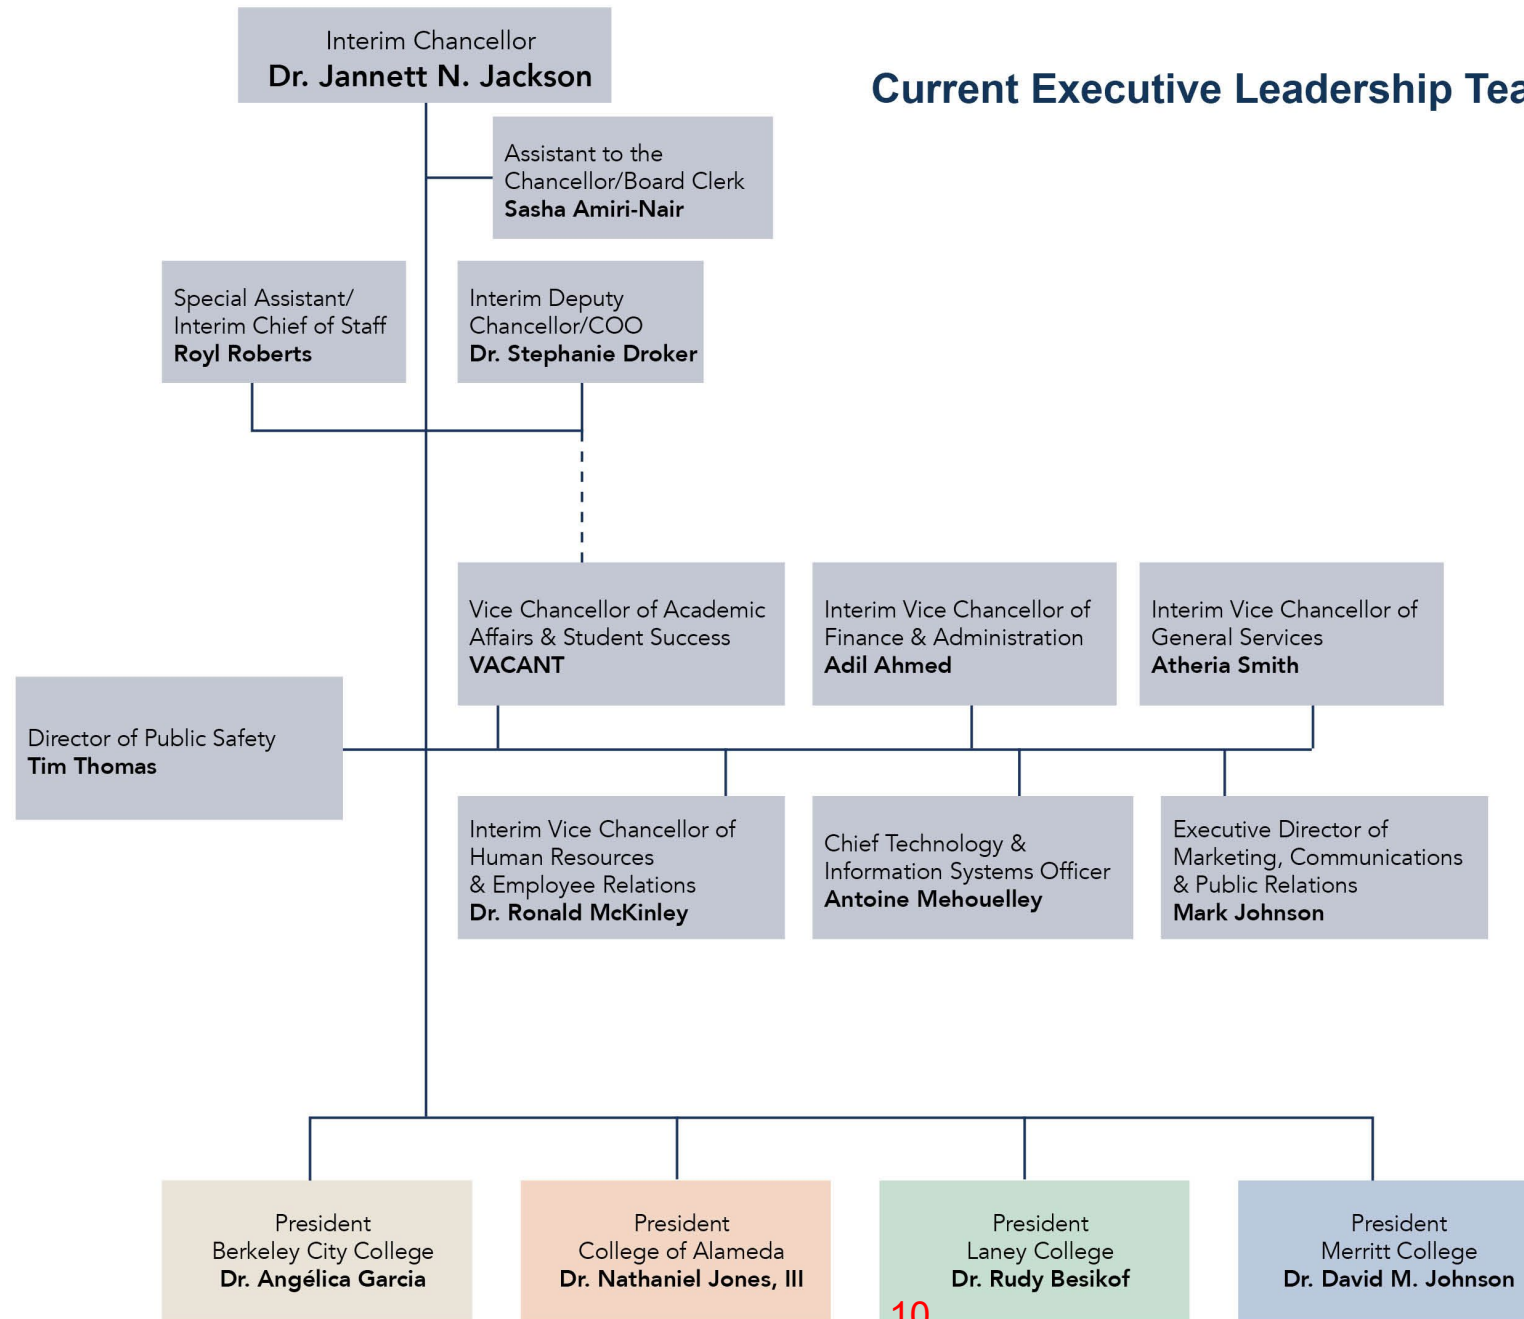 Interim Chancellor
Dr. Jannett N. Jackson
Current Executive Leadership Tea
Assistant to the
Chancellor/Board Clerk
Sasha Amiri-Nair
Special Assistant/
Interim Chief of Staff
Royl Roberts
Interim Deputy
Chancellor/COO
Dr. Stephanie Droker
Vice Chancellor of Academic
Affairs & Student Success
VACANT
Interim Vice Chancellor of
Finance & Administration
Adil Ahmed
Interim Vice Chancellor of
General Services
Atheria Smith
Director of Public Safety
Tim Thomas
Interim Vice Chancellor of
Human Resources
& Employee Relations
Dr. Ronald McKinley
Chief Technology &
Information Systems Officer
Antoine Mehouelley
Executive Director of
Marketing, Communications
& Public Relations
Mark Johnson
President
Berkeley City College
Dr. Angélica Garcia
President
College of Alameda
Dr. Nathaniel Jones, III
President
Laney College
Dr. Rudy Besikof
President
Merritt College
Dr. David M. Johnson
10